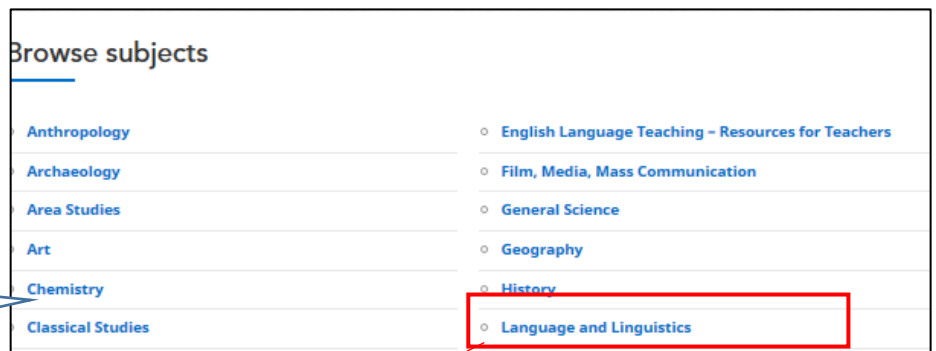 Browse subjects
Anthropology
Archaeology
Area Studies
Art
Chemistry
Classical Studies
English Language Teaching – Resources for Teachers
Film, Media, Mass Communication
General Science
Geography
History
Language and Linguistics